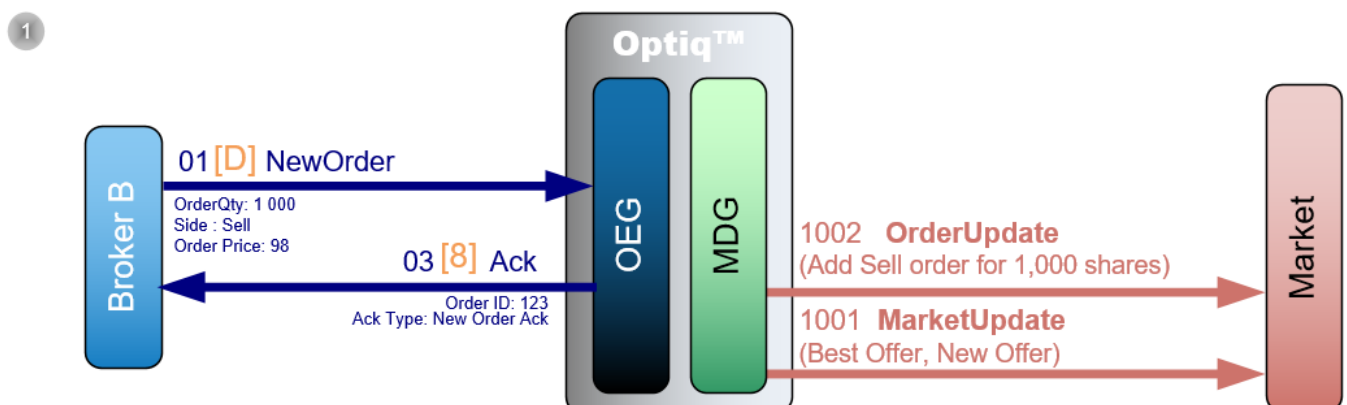 1
Optiq™
Broker B
01 [D] NewOrder
OrderQty: 1 000
Side : Sell
Order Price: 98
03 [8] Ack
Order ID: 123
Ack Type: New Order Ack
OEG
MDG
1002 OrderUpdate
(Add Sell order for 1,000 shares)
1001 MarketUpdate
(Best Offer, New Offer)
Market